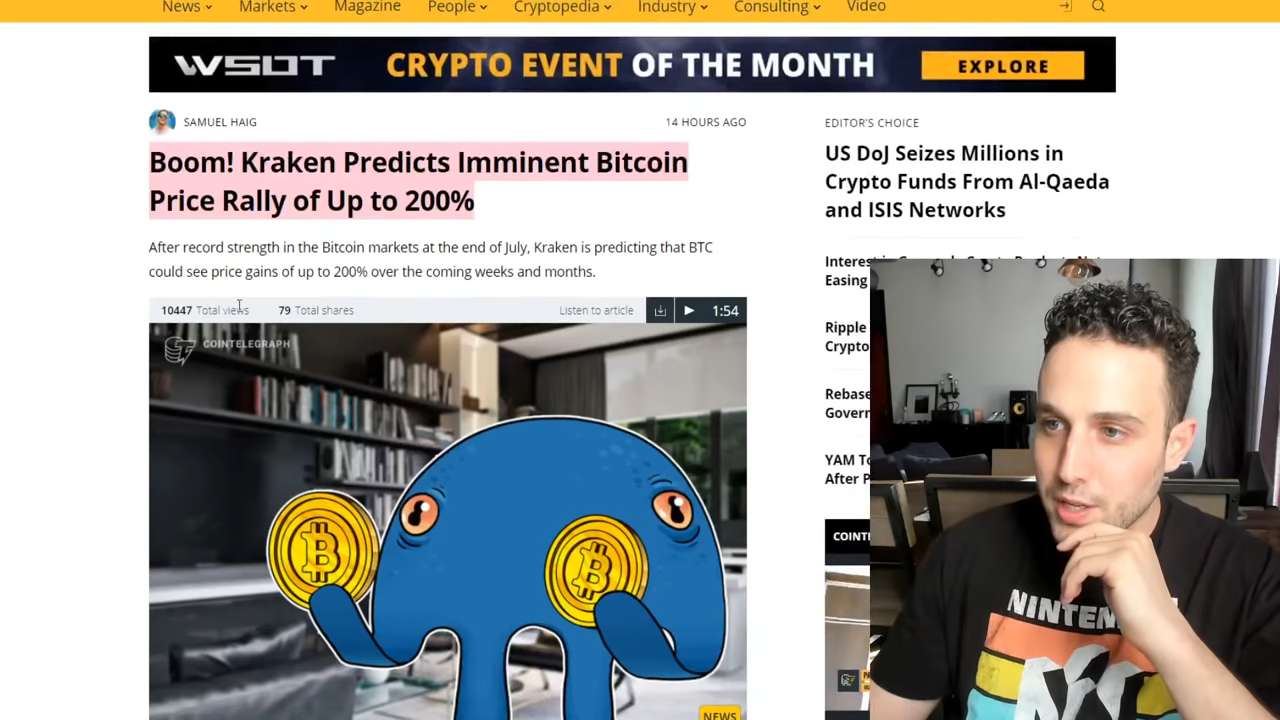 News Markets Magazine People Cryptopedia Industry Consulting Video
WSOT CRYPTO EVENT OF THE MONTH EXPLORE
SAMUEL HAIG 14 HOURS AGO
Boom! Kraken Predicts Imminent Bitcoin
Price Rally of Up to 200%
After record strength in the Bitcoin markets at the end of July, Kraken is predicting that BTC
could see price gains of up to 200% over the coming weeks and months.
10447 Total views 79 Total shares Listen to article 1:54
COINTELEGRAPH
NEWS
EDITOR'S CHOICE
US DoJ Seizes Millions in
Crypto Funds From Al-Qaeda
and ISIS Networks
Easing
Ripple
Crypto
Rebase
YAM
After